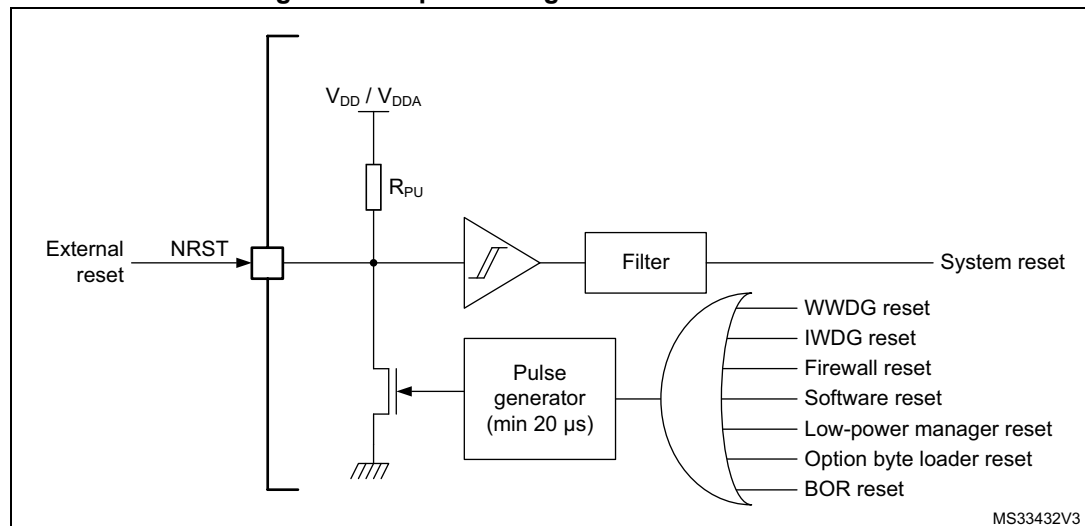 V_DD / V_DDA
R_PU
External
reset
NRST
Filter
System reset
WWDG reset
IWDG reset
Firewall reset
Software reset
Low-power manager reset
Option byte loader reset
BOR reset
Pulse
generator
(min 20 µs)
MS33432V3